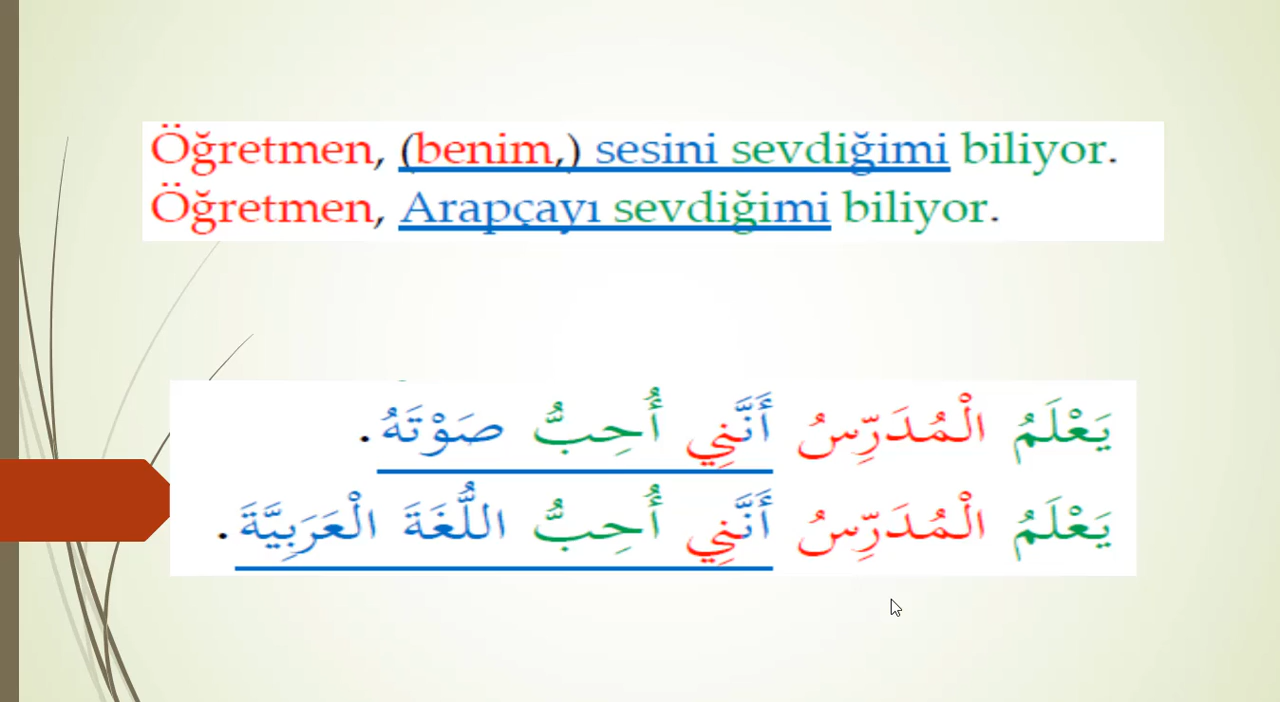 Öğretmen, (benim,) sesini sevdiğimi biliyor.
Öğretmen, Arapçayı sevdiğimi biliyor.
يَعْلَمُ الْمُدَرِّسُ أَنَّنِي أُحِبُّ صَوْتَهُ.
يَعْلَمُ الْمُدَرِّسُ أَنَّنِي أُحِبُّ اللُّغَةَ الْعَرَبِيَّةَ.